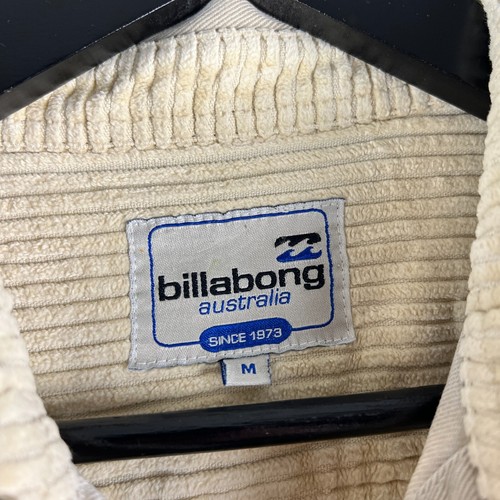 billabong
australia
SINCE 1973
M